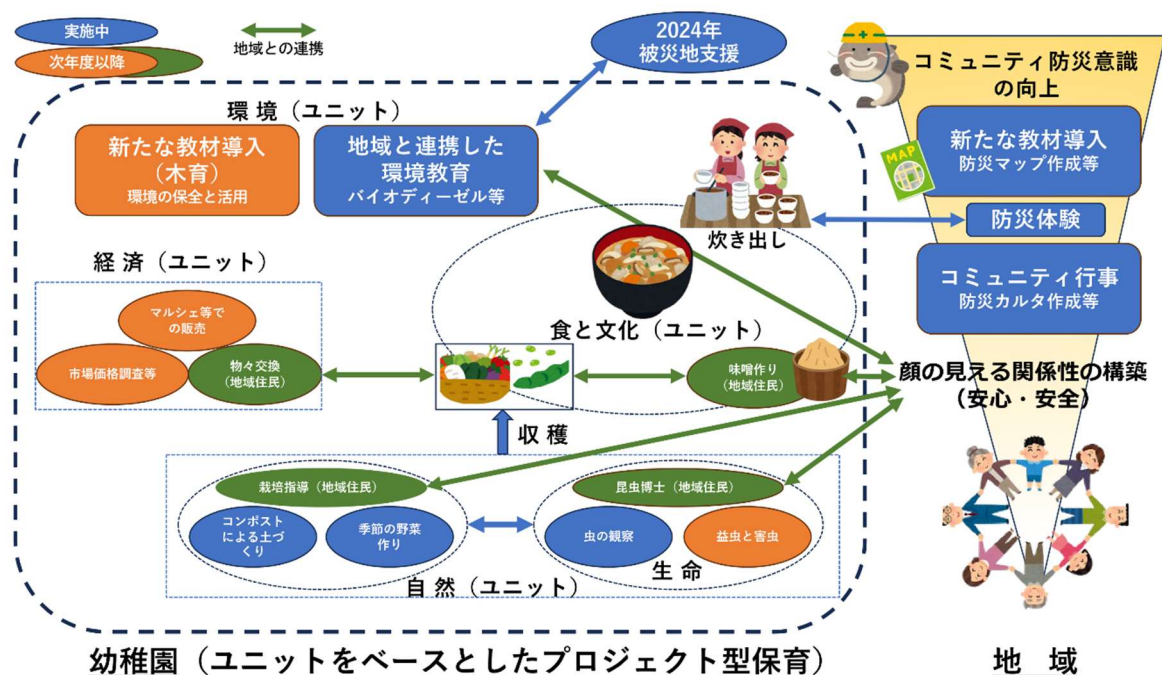 実施中
次年度以降
地域との連携
2024年
被災地支援
コミュニティ防災意識
の向上
環 境（ユニット）
新たな教材導入
（木育）
環境の保全と活用
地域と連携した
環境教育
バイオディーゼル等
MAP
新たな教材導入
防災マップ作成等
炊き出し
防災体験
コミュニティ行事
防災カルタ作成等
経 済（ユニット）
マルシェ等で
の販売
市場価格調査等
物々交換
（地域住民）
食と文化（ユニット）
味噌作り
（地域住民）
顔の見える関係性の構築
（安心・安全）
収 穫
栽培指導（地域住民）
コンポスト
による土づ
くり
季節の野菜
作り
昆虫博士（地域住民）
虫の観察
益虫と害虫
生 命
自 然（ユニット）
幼稚園（ユニットをベースとしたプロジェクト型保育）
地 域